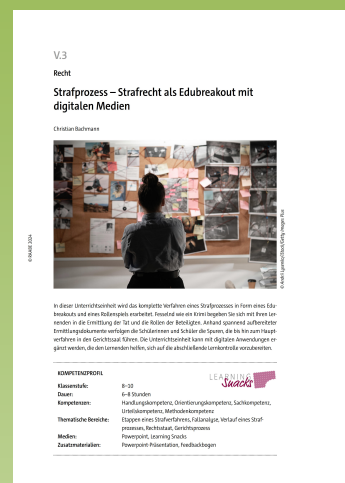 V.3
Recht
Strafprozess – Strafrecht als Edubreakout mit
digitalen Medien
Christian Bachmann
© RAABE 2024
© Andrii Lysenko/iStock/Getty Images Plus
In dieser Unterrichtseinheit wird das komplette Verfahren eines Strafprozesses in Form eines Edu-
breakouts und eines Rollenspiels erarbeitet. Fesselnd wie ein Krimi begeben Sie sich mit Ihren Ler-
nenden in die Ermittlung der Tat und die Rollen der Beteiligten. Anhand spannend aufbereiteter
Ermittlungsdokumente verfolgen die Schülerinnen und Schüler die Spuren, die bis hin zum Haupt-
verfahren in den Gerichtssaal führen. Die Unterrichtseinheit kann mit digitalen Anwendungen er-
gänzt werden, die den Lernenden helfen, sich auf die abschließende Lernkontrolle vorzubereiten.
KOMPETENZPROFIL
LEARNING
Snacks
Klassenstufe: 8–10
Dauer: 6–8 Stunden
Kompetenzen: Handlungskompetenz, Orientierungskompetenz, Sachkompetenz,
Urteilskompetenz, Methodenkompetenz
Thematische Bereiche: Etappen eines Strafverfahrens, Fallanalyse, Verlauf eines Straf-
prozesses, Rechtsstaat, Gerichtsprozess
Medien: Powerpoint, Learning Snacks
Zusatzmaterialien: Powerpoint-Präsentation, Feedbackbogen